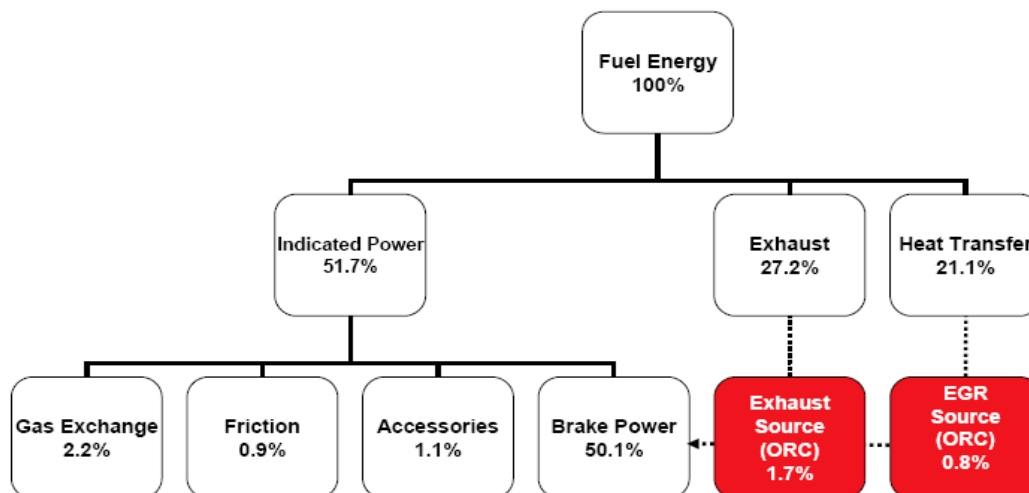 Fuel Energy
100%
Indicated Power
51.7%
Exhaust
27.2%
Heat Transfer
21.1%
Gas Exchange
2.2%
Friction
0.9%
Accessories
1.1%
Brake Power
50.1%
Exhaust
Source
(ORC)
1.7%
EGR
Source
(ORC)
0.8%